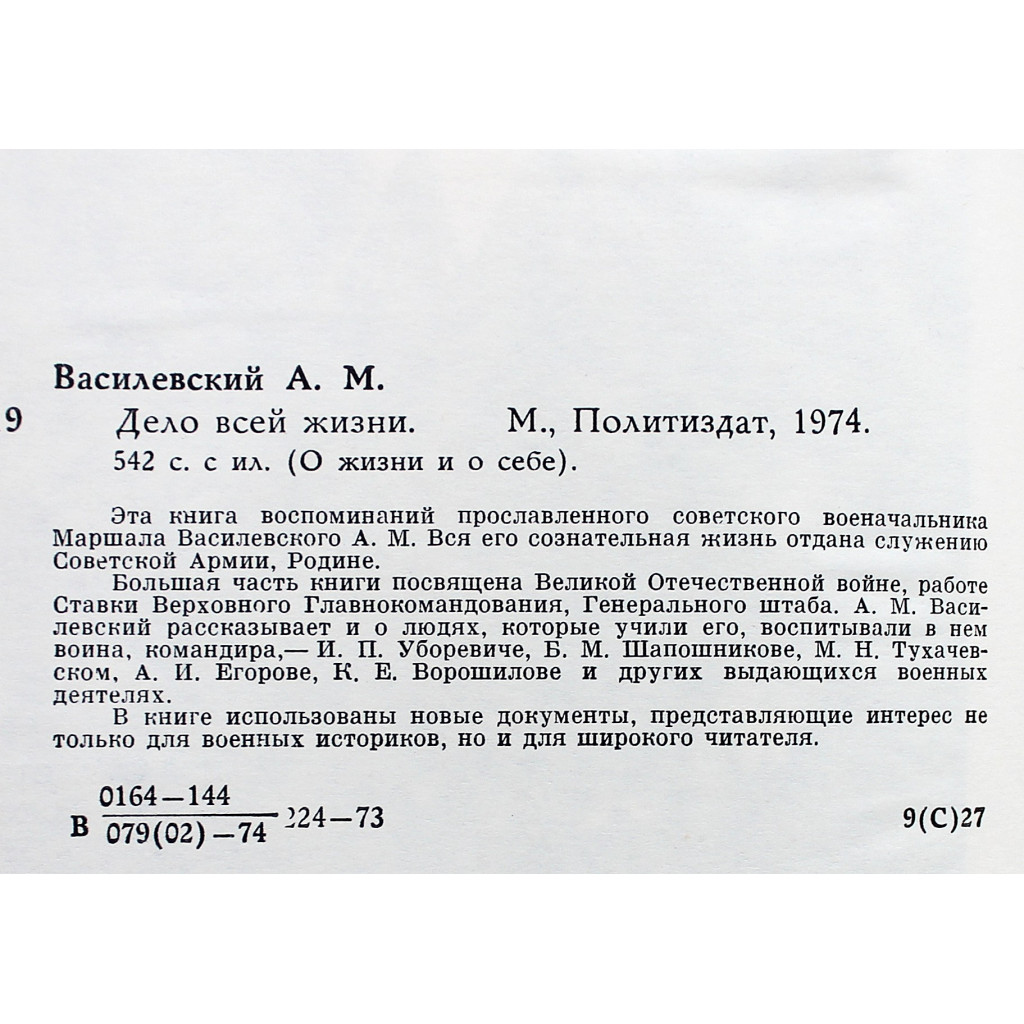 Василевский А. М.
9 Дело всей жизни. М., Политиздат, 1974.
542 с. с ил. (О жизни и о себе).
Эта книга воспоминаний прославленного советского военачальника
Маршала Василевского А. М. Вся его сознательная жизнь отдана служению
Советской Армии, Родине.
Большая часть книги посвящена Великой Отечественной войне, работе
Ставки Верховного Главнокомандования, Генерального штаба. А. М. Васи-
левский рассказывает и о людях, которые учили его, воспитывали в нем
воина, командира,— И. П. Уборевиче, Б. М. Шапошникове, М. Н. Тухачев-
ском, А. И. Егорове, К. Е. Ворошилове и других выдающихся военных
деятелях.
В книге использованы новые документы, представляющие интерес не
только для военных историков, но и для широкого читателя.
0164—144
В 079(02)—74 224—73 9(С)27